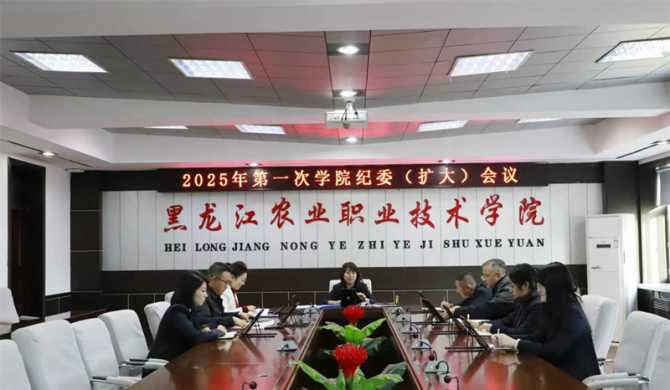 2025年第一次学院纪委（扩大）会议
黑龙江农业职业技术学院
HEI LONG JIANG NONG YE ZHI YE JI SHU XUE YUAN